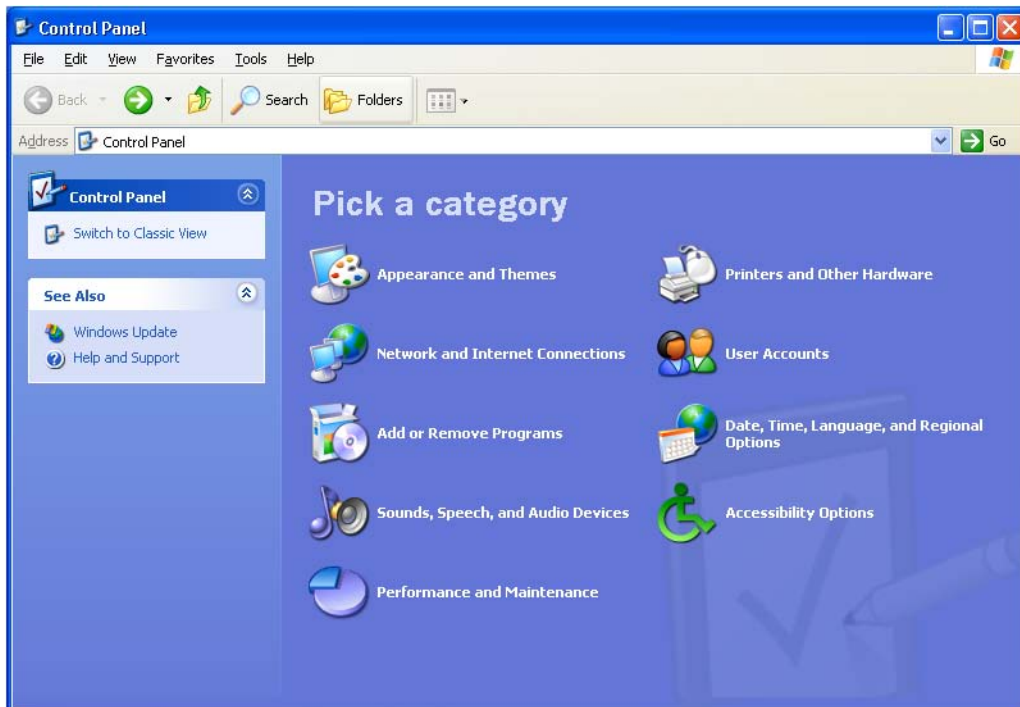 Control Panel
File Edit View Favorites Tools Help
Back Search Folders
Address Control Panel Go
Control Panel
Switch to Classic View
See Also
Windows Update
Help and Support
Pick a category
Appearance and Themes
Printers and Other Hardware
Network and Internet Connections
User Accounts
Add or Remove Programs
Date, Time, Language, and Regional
Options
Sounds, Speech, and Audio Devices
Accessibility Options
Performance and Maintenance